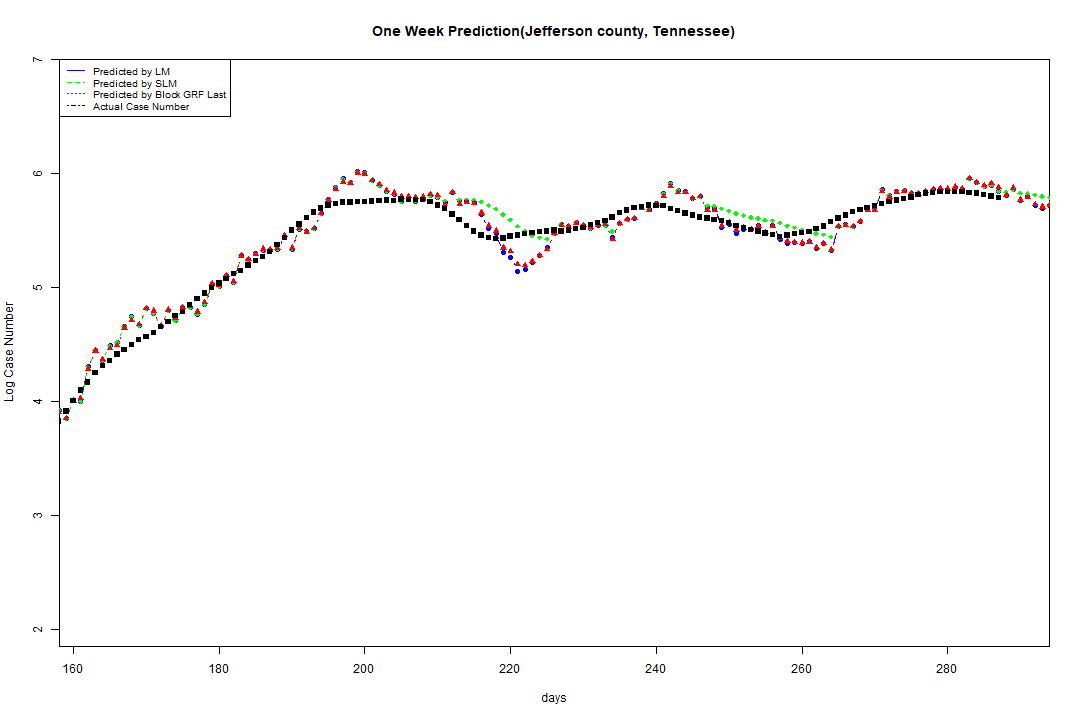 One Week Prediction(Jefferson county, Tennessee)
7
Predicted by LM
Predicted by SLM
Predicted by Block GRF Last
Actual Case Number
6
5
4
3
2
Log Case Number
160 180 200 220 240 260 280
days